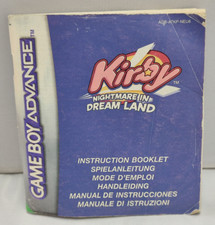 GAME BOY ADVANCE
Kirby
NIGHTMARE IN
DREAM LAND
INSTRUCTION BOOKLET
SPIELANLEITUNG
MODE D'EMPLOI
HANDLEIDING
MANUAL DE INSTRUCCIONES
MANUALE DI ISTRUZIONI